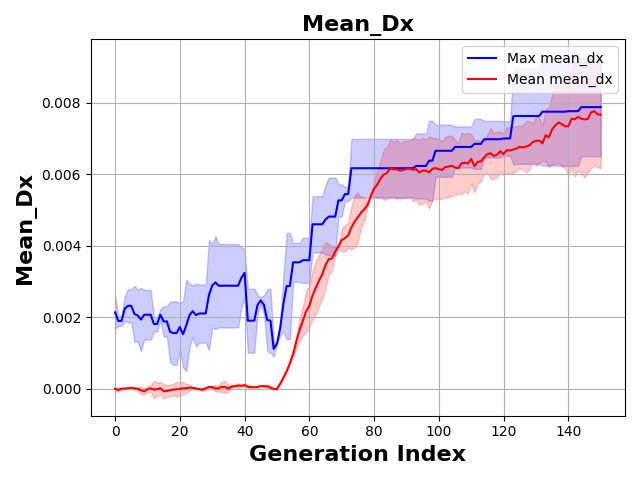 Mean_Dx
Max mean_dx
Mean mean_dx
0.008
0.006
0.004
0.002
0.000
Mean_Dx
0 20 40 60 80 100 120 140
Generation Index